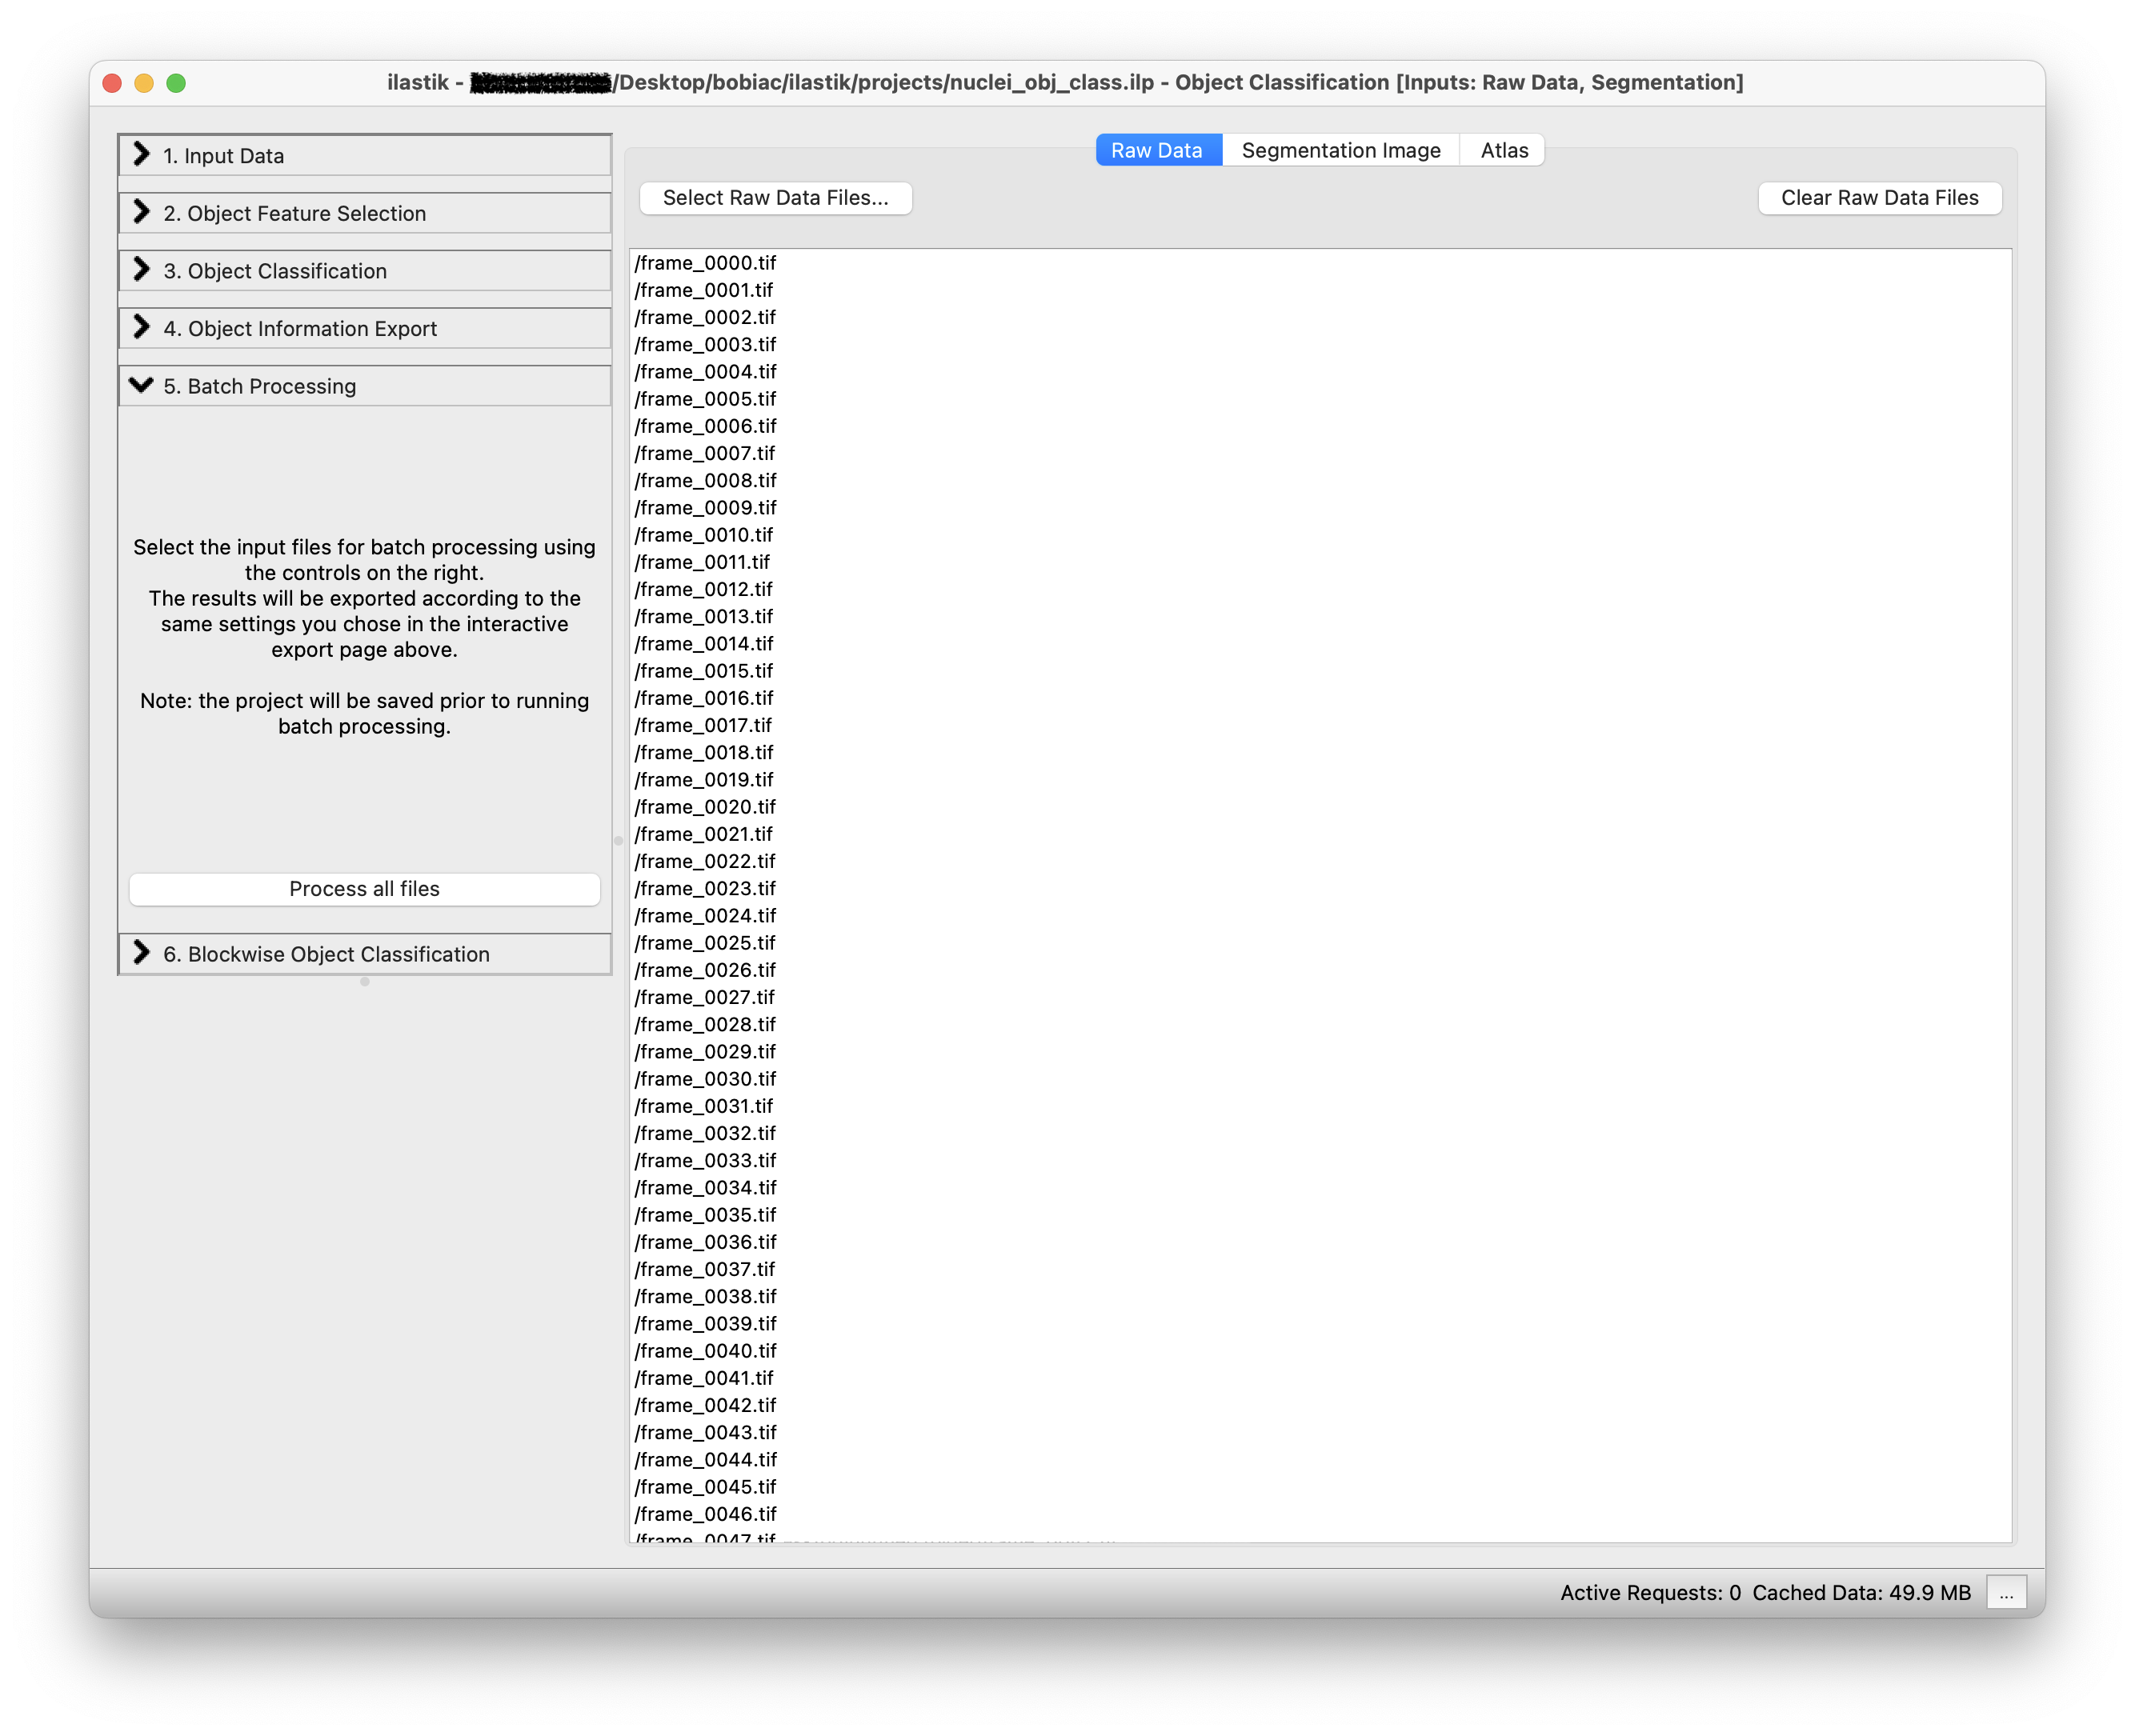 ilastik - /Desktop/bobiac/ilastik/projects/nuclei_obj_class.ilp - Object Classification [Inputs: Raw Data, Segmentation]
1. Input Data
2. Object Feature Selection
3. Object Classification
4. Object Information Export
5. Batch Processing
Select the input files for batch processing using
the controls on the right.
The results will be exported according to the
same settings you chose in the interactive
export page above.
Note: the project will be saved prior to running
batch processing.
Process all files
6. Blockwise Object Classification
Raw Data Segmentation Image Atlas
Select Raw Data Files... Clear Raw Data Files
/frame_0000.tif
/frame_0001.tif
/frame_0002.tif
/frame_0003.tif
/frame_0004.tif
/frame_0005.tif
/frame_0006.tif
/frame_0007.tif
/frame_0008.tif
/frame_0009.tif
/frame_0010.tif
/frame_0011.tif
/frame_0012.tif
/frame_0013.tif
/frame_0014.tif
/frame_0015.tif
/frame_0016.tif
/frame_0017.tif
/frame_0018.tif
/frame_0019.tif
/frame_0020.tif
/frame_0021.tif
/frame_0022.tif
/frame_0023.tif
/frame_0024.tif
/frame_0025.tif
/frame_0026.tif
/frame_0027.tif
/frame_0028.tif
/frame_0029.tif
/frame_0030.tif
/frame_0031.tif
/frame_0032.tif
/frame_0033.tif
/frame_0034.tif
/frame_0035.tif
/frame_0036.tif
/frame_0037.tif
/frame_0038.tif
/frame_0039.tif
/frame_0040.tif
/frame_0041.tif
/frame_0042.tif
/frame_0043.tif
/frame_0044.tif
/frame_0045.tif
/frame_0046.tif
/frame_0047.tif
Active Requests: 0 Cached Data: 49.9 MB ...